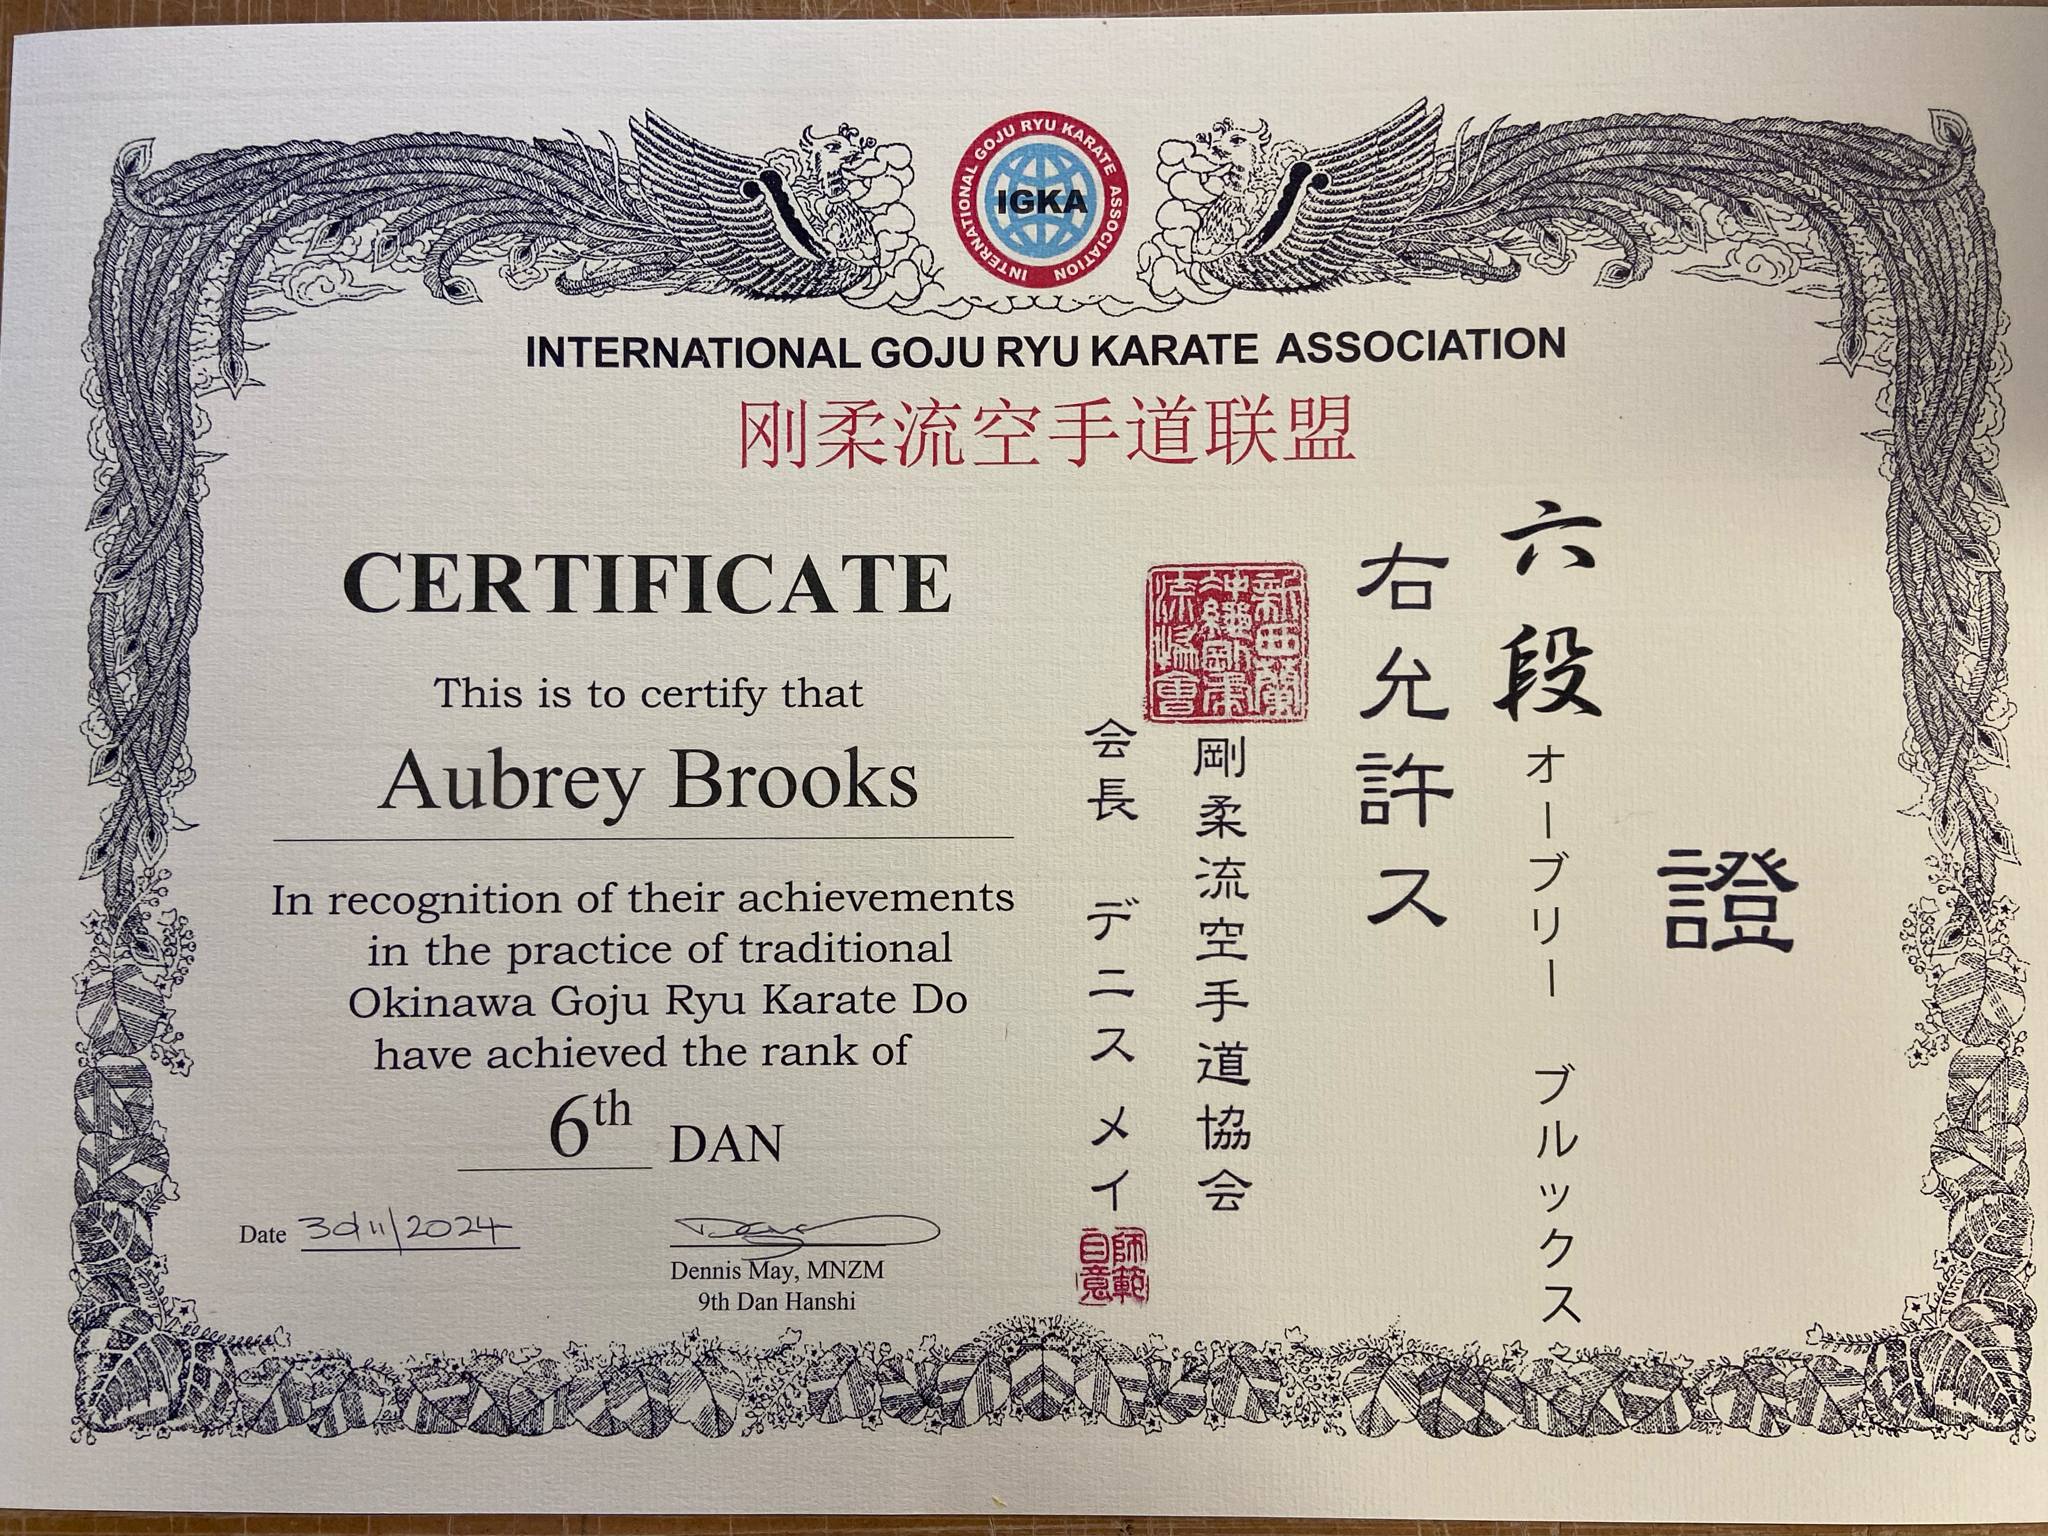 INTERNATIONAL GOJU RYU KARATE ASSOCIATION
IGKA
INTERNATIONAL GOJU RYU KARATE ASSOCIATION
刚柔流空手道联盟
CERTIFICATE
This is to certify that
Aubrey Brooks
In recognition of their achievements
in the practice of traditional
Okinawa Goju Ryu Karate Do
have achieved the rank of
6th DAN
Date 30/11/2024
Dennis May, MNZM
9th Dan Hanshi
證
六段 オーブリー ブルックス
右允許ス
剛柔流空手道協会
会長 デニス メイ
師範